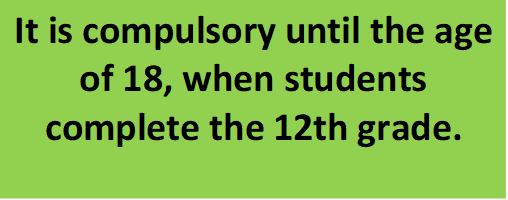 It is compulsory until the age
of 18, when students
complete the 12th grade.